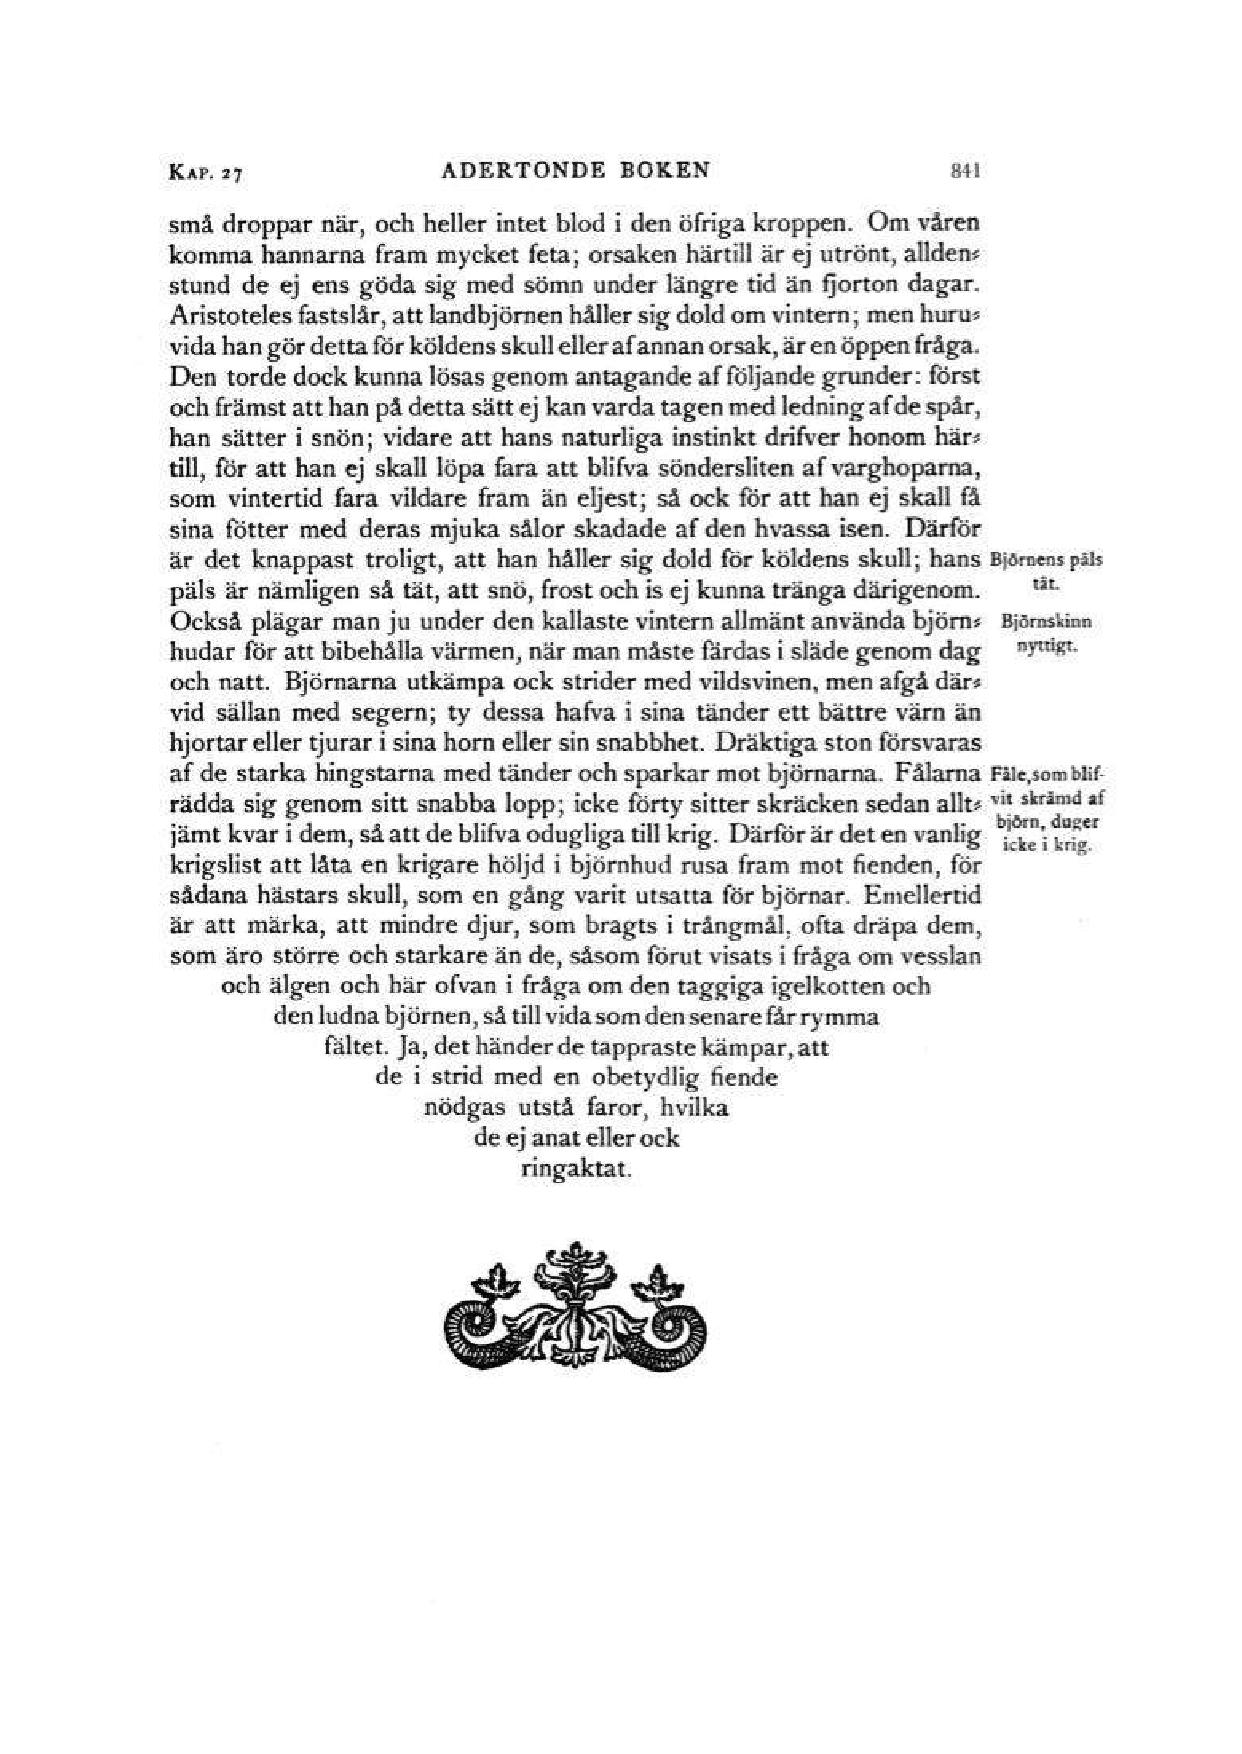 KAP. 27 ADERTONDE BOKEN 841
små droppar när, och heller intet blod i den öfriga kroppen. Om våren
komma hannarna fram mycket feta; orsaken härtill är ej utrönt, allden-
stund de ej ens göda sig med sömn under längre tid än fjorton dagar.
Aristoteles fastslår, att landbjörnen håller sig dold om vintern; men huru-
vida han gör detta för köldens skull eller af annan orsak, är en öppen fråga.
Den torde dock kunna lösas genom antagande af följande grunder: först
och främst att han på detta sätt ej kan varda tagen med ledning af de spår,
han sätter i snön; vidare att hans naturliga instinkt drifver honom här-
till, för att han ej skall löpa fara att blifva söndersliten af varghoparna,
som vintertid fara vildare fram än eljest; så ock för att han ej skall få
sina fötter med deras mjuka sålor skadade af den hvassa isen. Därför
är det knappast troligt, att han håller sig dold för köldens skull; hans
päls är nämligen så tät, att snö, frost och is ej kunna tränga därigenom.
Också plägar man ju under den kallaste vintern allmänt använda björn-
hudar för att bibehålla värmen, när man måste färdas i släde genom dag
och natt. Björnarna utkämpa ock strider med vildsvinen, men afgå där-
vid sällan med segern; ty dessa hafva i sina tänder ett bättre värn än
hjortar eller tjurar i sina horn eller sin snabbhet. Dräktiga ston försvaras
af de starka hingstarna med tänder och sparkar mot björnarna. Fålarna
rädda sig genom sitt snabba lopp; icke förty sitter skräcken sedan allt-
jämt kvar i dem, så att de blifva odugliga till krig. Därför är det en vanlig
krigslist att låta en krigare höljd i björnhud rusa fram mot fienden, för
sådana hästars skull, som en gång varit utsatta för björnar. Emellertid
är att märka, att mindre djur, som bragts i trångmål, ofta dräpa dem,
som äro större och starkare än de, såsom förut visats i fråga om vesslan
och älgen och här ofvan i fråga om den taggiga igelkotten och
den ludna björnen, så till vida som den senare får rymma
fältet. Ja, det händer de tappraste kämpar, att
de i strid med en obetydlig fiende
nödgas utstå faror, hvilka
de ej anat eller ock
ringaktat.
Björnens päls
tät.
Björnskinn
nyttigt.
Fåle, som blif-
vit skrämd af
björn, duger
icke i krig.